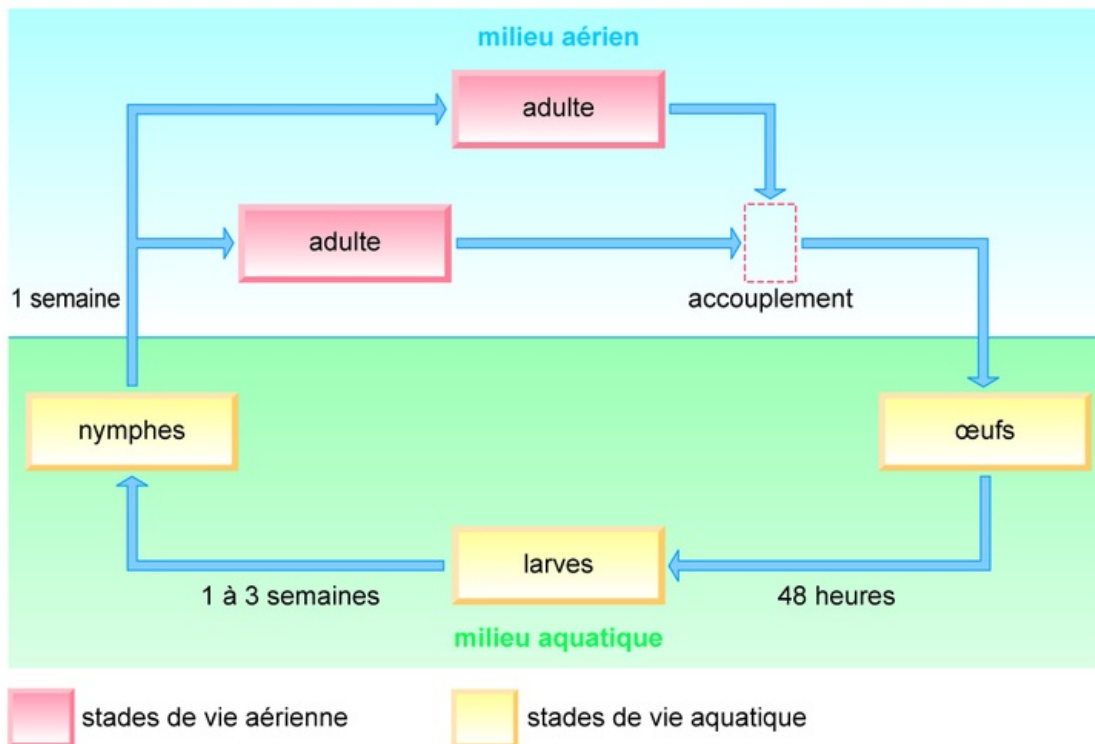 milieu aérien
adulte
adulte
1 semaine
accouplement
nymphes
œufs
larves
1 à 3 semaines
48 heures
milieu aquatique
stades de vie aérienne
stades de vie aquatique